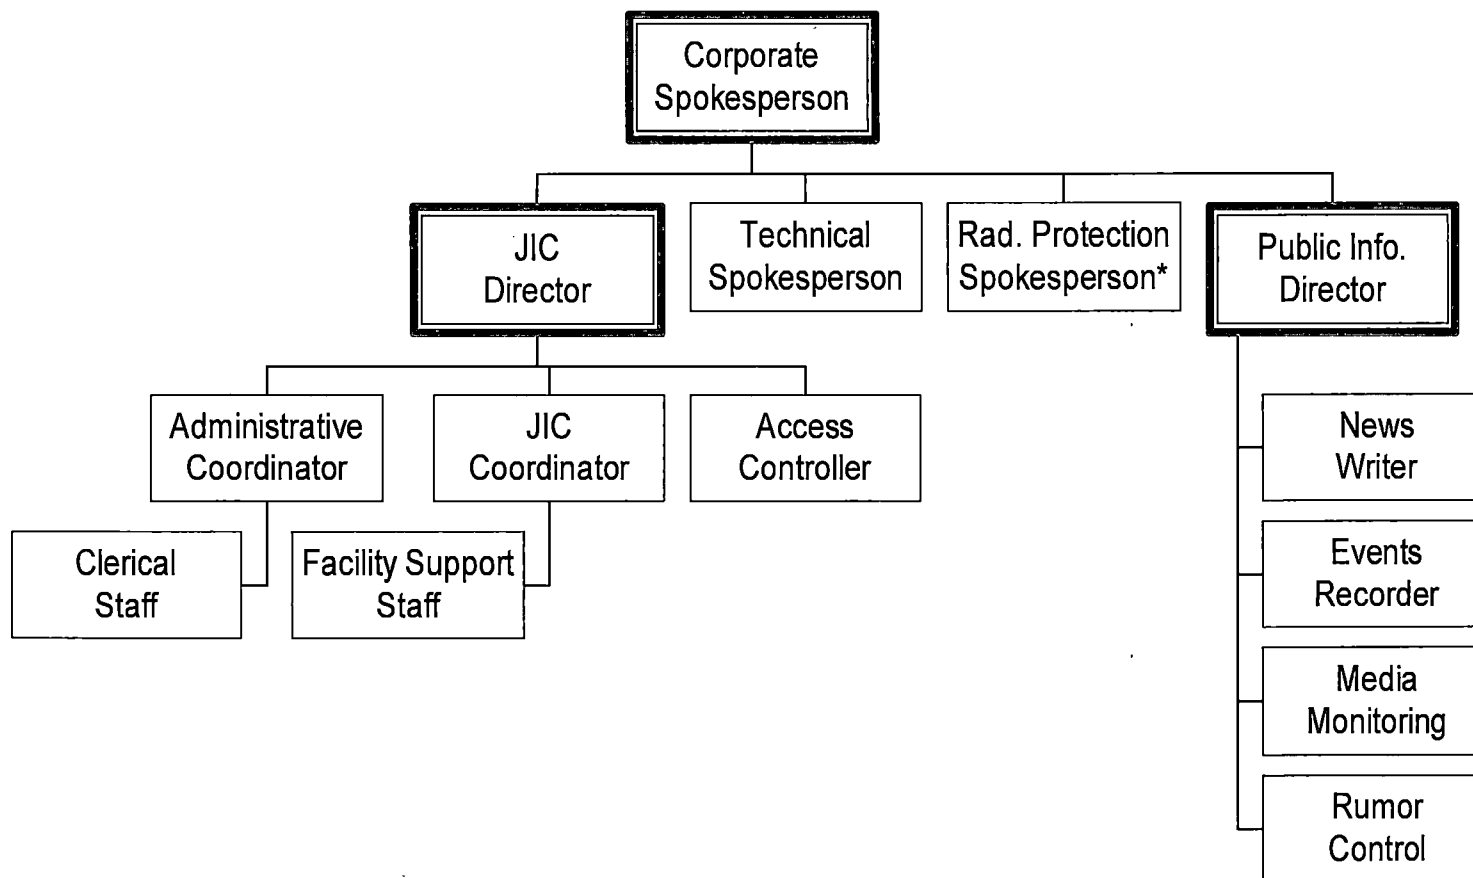 Corporate
Spokesperson
JIC
Director
Technical
Spokesperson
Rad. Protection
Spokesperson*
Public Info.
Director
Administrative
Coordinator
JIC
Coordinator
Access
Controller
News
Writer
Clerical
Staff
Facility Support
Staff
Events
Recorder
Media
Monitoring
Rumor
Control